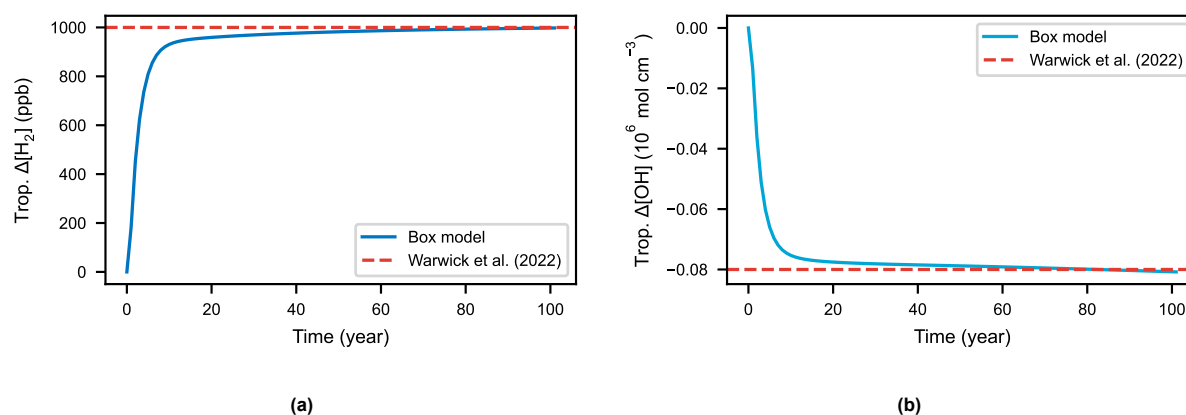 1000
800
600
400
200
0
Trop. Δ[H₂] (ppb)
Box model
Warwick et al. (2022)
0 20 40 60 80 100
Time (year)
(a)
0.00
−0.02
−0.04
−0.06
−0.08
Trop. Δ[OH] (10⁶ mol cm⁻³)
Box model
Warwick et al. (2022)
0 20 40 60 80 100
Time (year)
(b)